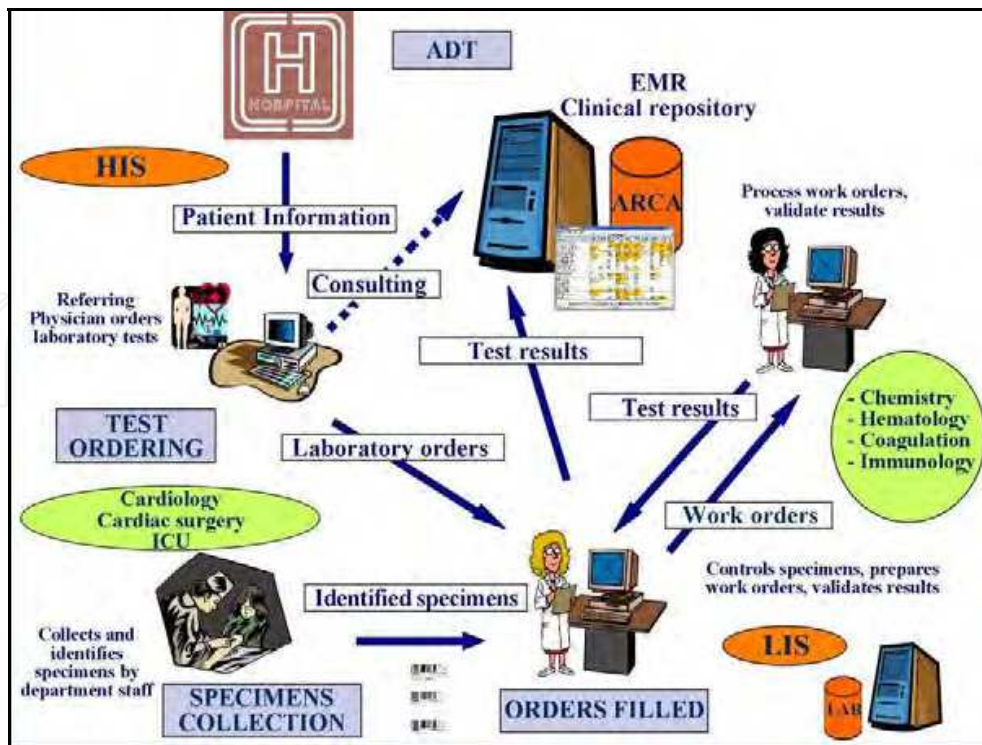 H
HOSPITAL
ADT
EMR
Clinical repository
ARCA
HIS
Patient Information
Process work orders,
validate results
Consulting
Referring
Physician orders
laboratory tests
Test results
Test results
- Chemistry
- Hematology
- Coagulation
- Immunology
TEST
ORDERING
Laboratory orders
Work orders
Cardiology
Cardiac surgery
ICU
Controls specimens, prepares
work orders, validates results
Identified specimens
Collects and
identifies
specimens by
department staff
LIS
LAB
SPECIMENS
COLLECTION
ORDERS FILLED